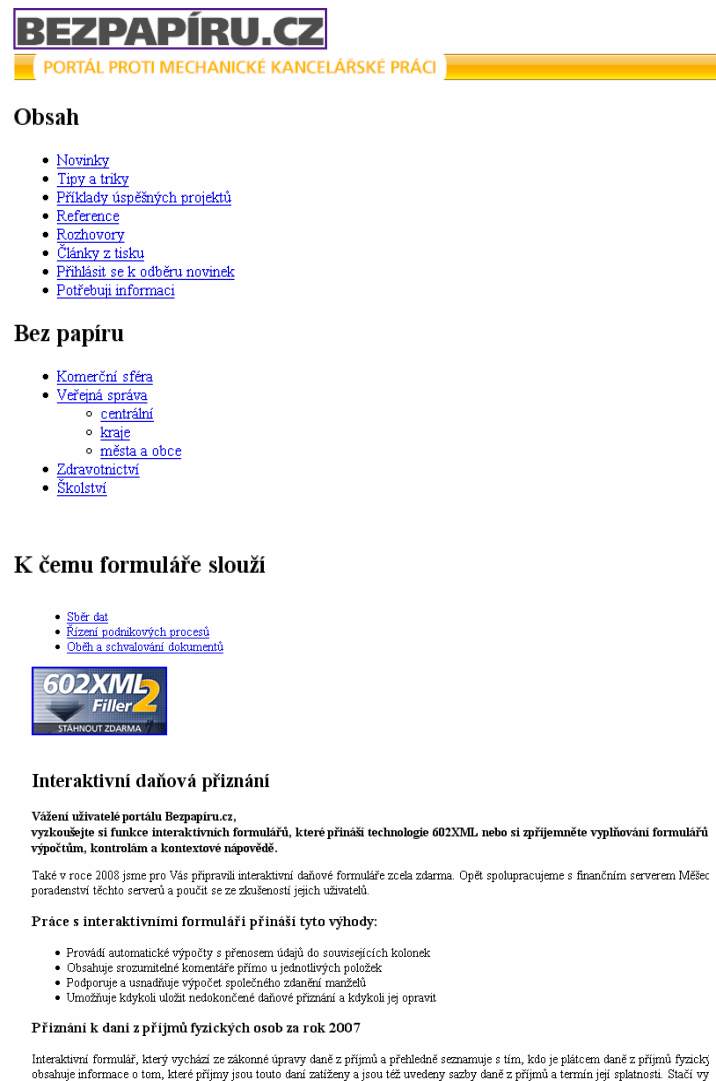 BEZPAPÍRU.CZ
PORTÁL PROTI MECHANICKÉ KANCELÁŘSKÉ PRÁCI
Obsah
Novinky
Tipy a triky
Příklady úspěšných projektů
Reference
Rozhovory
Články z tisku
Přihlásit se k odběru novinek
Potřebuji informaci
Bez papíru
Komerční sféra
Veřejná správa
centrální
kraje
města a obce
Zdravotnictví
Školství
K čemu formuláře slouží
Sběr dat
Řízení podnikových procesů
Oběh a schvalování dokumentů
602XML
Filler 2
STÁHNOUT ZDARMA
Interaktivní daňová přiznání
Vážení uživatelé portálu Bezpapíru.cz,
vyzkoušejte si funkce interaktivních formulářů, které přináší technologie 602XML nebo si zpříjemněte vyplňování formulářů
výpočtům, kontrolám a kontextové nápovědě.
Také v roce 2008 jsme pro Vás připravili interaktivní daňové formuláře zcela zdarma. Opět spolupracujeme s finančním serverem Měšec
poradenství těchto serverů a poučit se ze zkušeností jejich uživatelů.
Práce s interaktivními formuláři přináší tyto výhody:
Provádí automatické výpočty s přenosem údajů do souvisejících kolonek
Obsahuje srozumitelné komentáře přímo u jednotlivých položek
Podporuje a usnadňuje výpočet společného zdanění manželů
Umožňuje kdykoli uložit nedokončené daňové přiznání a kdykoli jej opravit
Přiznání k dani z příjmů fyzických osob za rok 2007
Interaktivní formulář, který vychází ze zákonné úpravy daně z příjmů a přehledně seznamuje s tím, kdo je plátcem daně z příjmů fyzický
obsahuje informace o tom, které příjmy jsou touto daní zatíženy a jsou též uvedeny sazby daně z příjmů a termín její splatnosti. Stačí vy